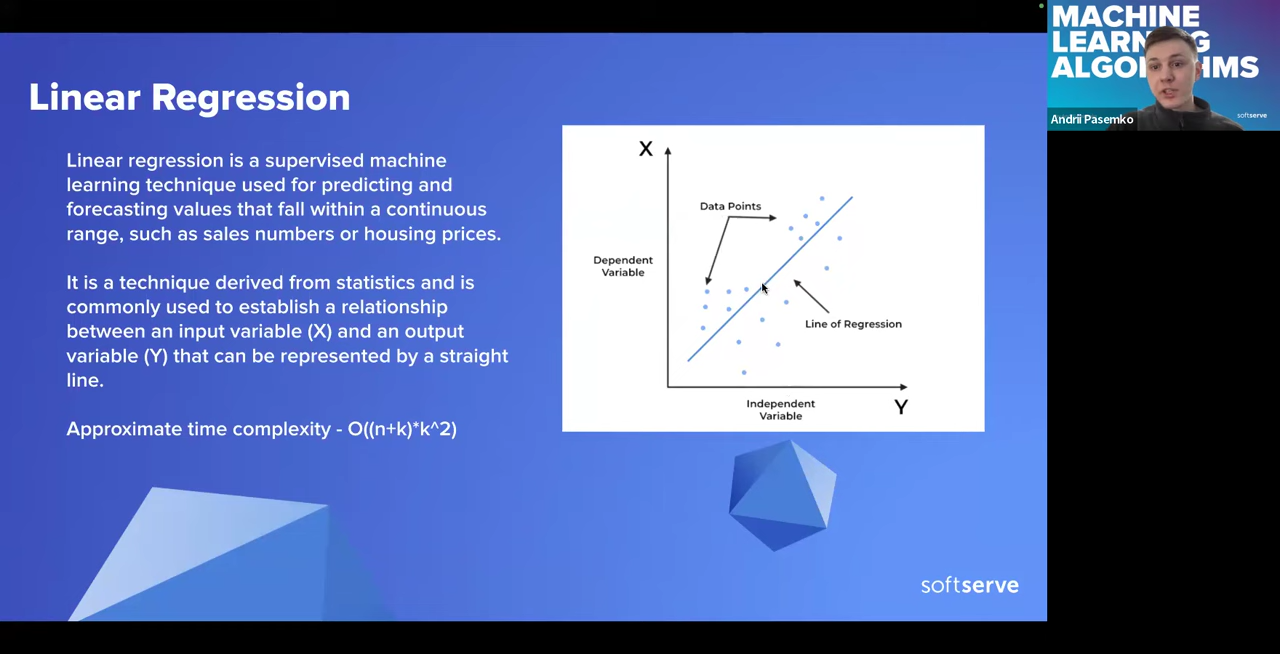 Linear Regression
Linear regression is a supervised machine
learning technique used for predicting and
forecasting values that fall within a continuous
range, such as sales numbers or housing prices.
It is a technique derived from statistics and is
commonly used to establish a relationship
between an input variable (X) and an output
variable (Y) that can be represented by a straight
line.
Approximate time complexity - O((n+k)*k^2)
X
Data Points
Dependent
Variable
Line of Regression
Independent
Variable
Y
softserve
MACHINE
Andrii Pasemko
softserve